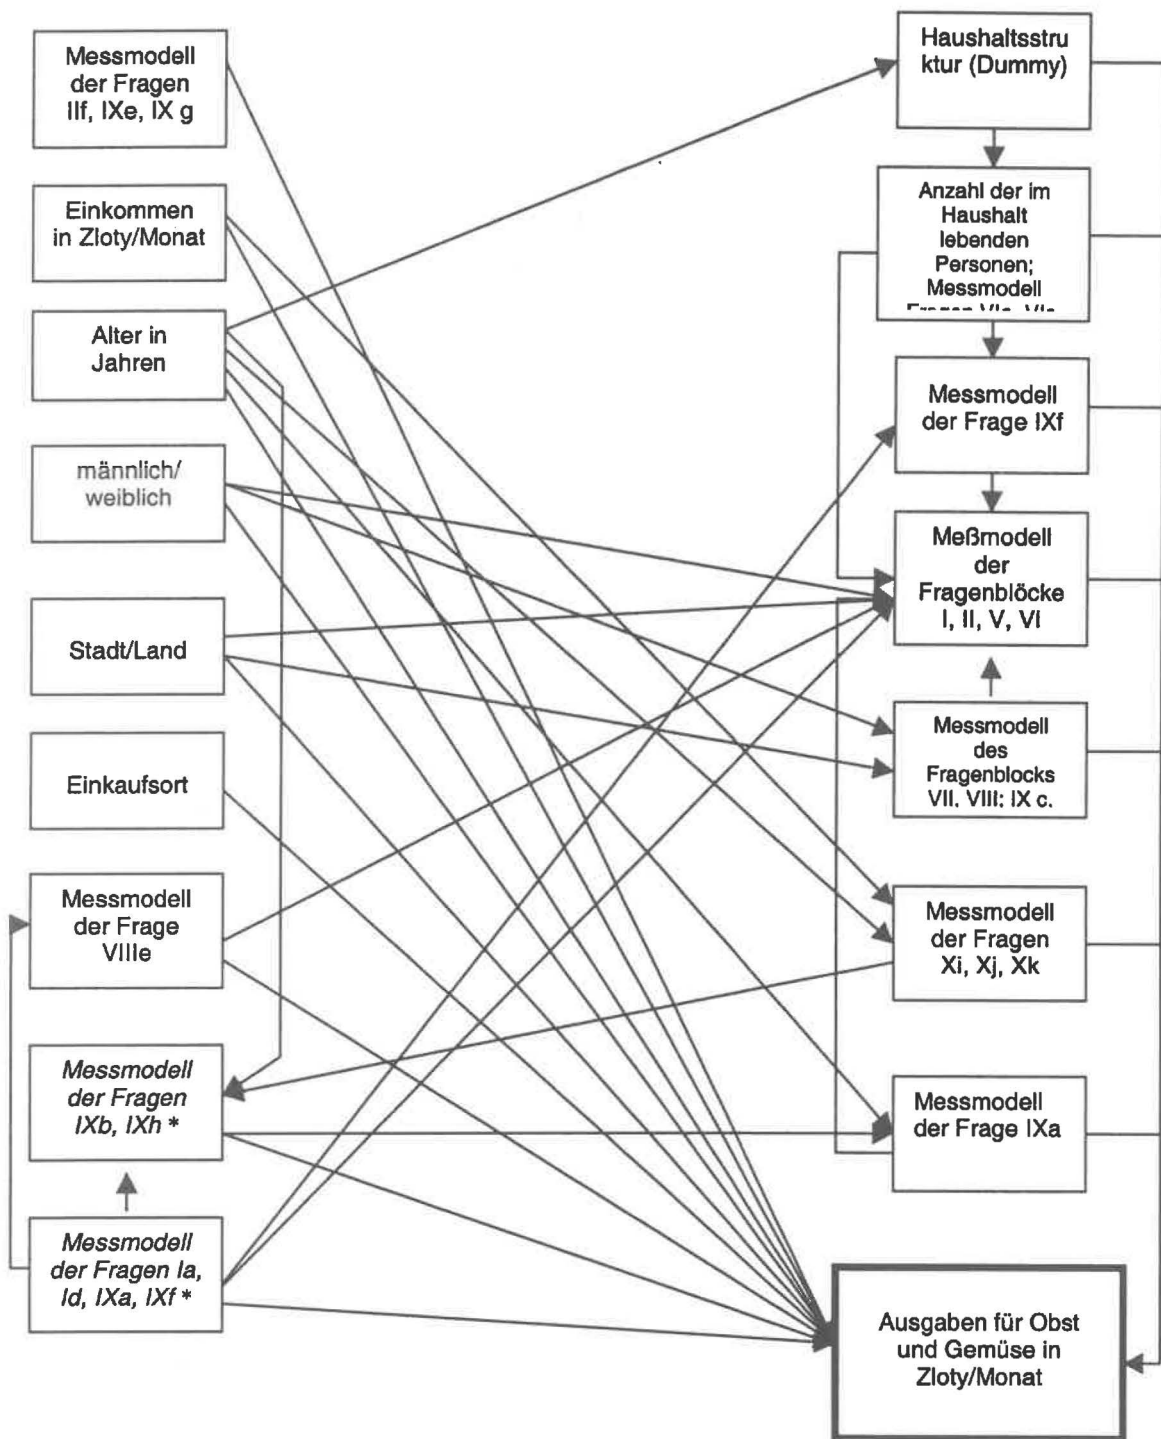 Messmodell
der Fragen
IIf, IXe, IX g
Einkommen
in Zloty/Monat
Alter in
Jahren
männlich/
weiblich
Stadt/Land
Einkaufsort
Messmodell
der Frage
VIIIe
Messmodell
der Fragen
IXb, IXh *
Messmodell
der Fragen Ia,
Id, IXa, IXf *
Haushaltsstru
ktur (Dummy)
Anzahl der im
Haushalt
lebenden
Personen;
Messmodell
Messmodell
der Frage IXf
Meßmodell
der
Fragenblöcke
I, II, V, VI
Messmodell
des
Fragenblocks
VII, VIII; IX c,
Messmodell
der Fragen
Xi, Xj, Xk
Messmodell
der Frage IXa
Ausgaben für Obst
und Gemüse in
Zloty/Monat